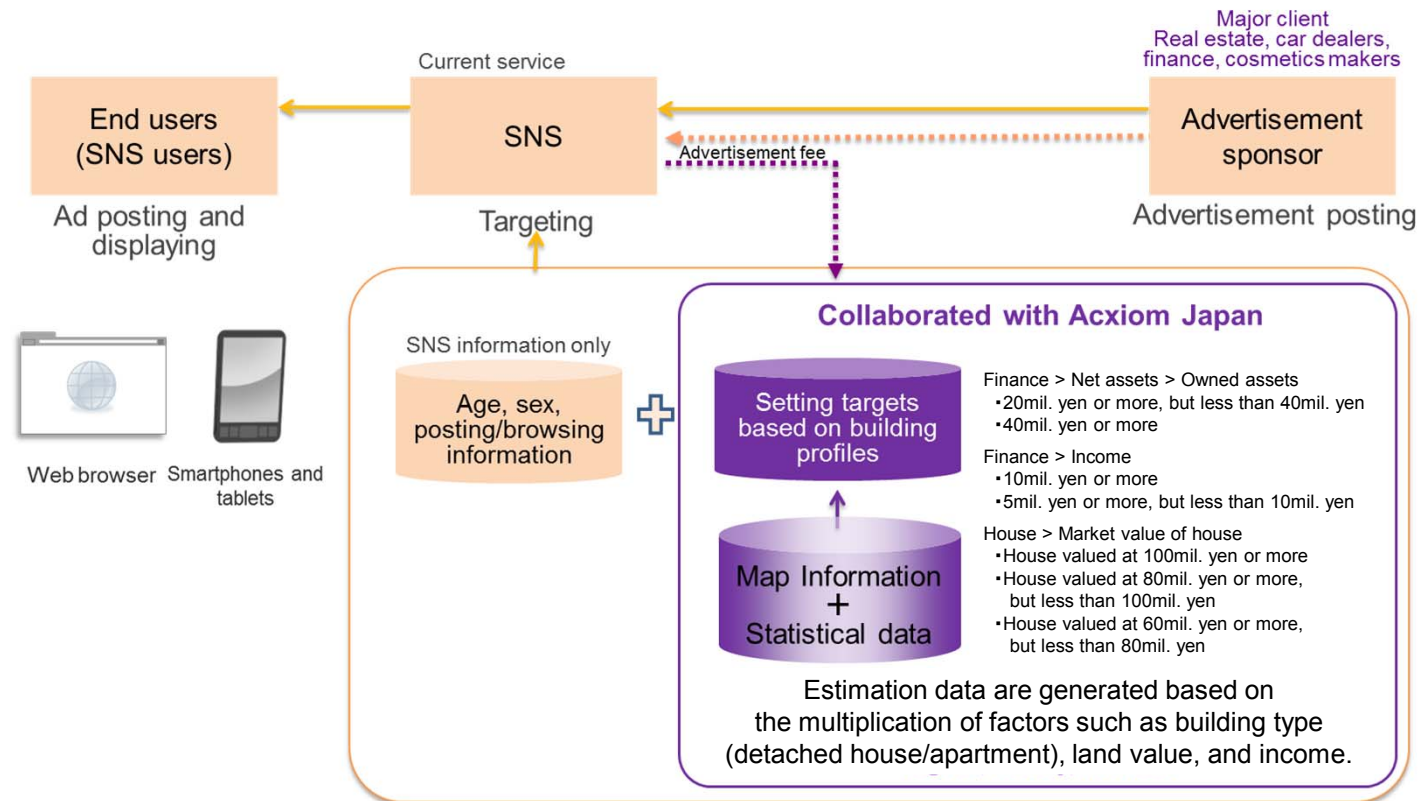 Major client
Real estate, car dealers,
finance, cosmetics makers
Current service
End users
(SNS users)
SNS
Advertisement
sponsor
Advertisement fee
Ad posting and
displaying
Targeting
Advertisement posting
Collaborated with Acxiom Japan
SNS information only
Age, sex,
posting/browsing
information
Setting targets
based on building
profiles
Finance > Net assets > Owned assets
・20mil. yen or more, but less than 40mil. yen
・40mil. yen or more
Finance > Income
・10mil. yen or more
・5mil. yen or more, but less than 10mil. yen
House > Market value of house
・House valued at 100mil. yen or more
・House valued at 80mil. yen or more,
but less than 100mil. yen
・House valued at 60mil. yen or more,
but less than 80mil. yen
Web browser
Smartphones and
tablets
Map Information
+
Statistical data
Estimation data are generated based on
the multiplication of factors such as building type
(detached house/apartment), land value, and income.